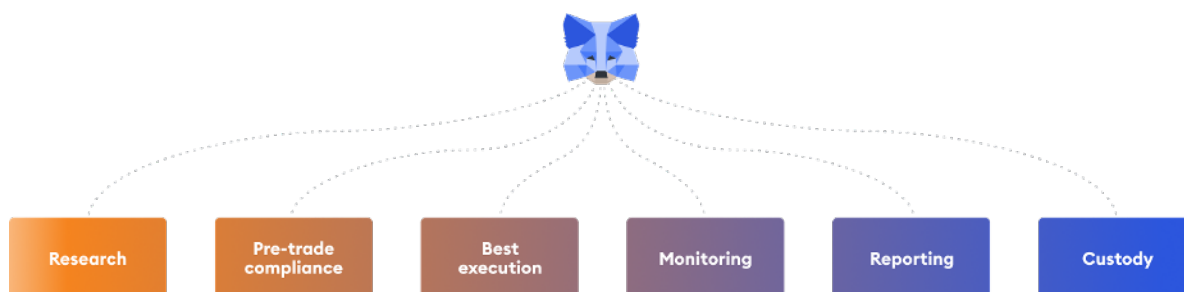 Research
Pre-trade
compliance
Best
execution
Monitoring
Reporting
Custody